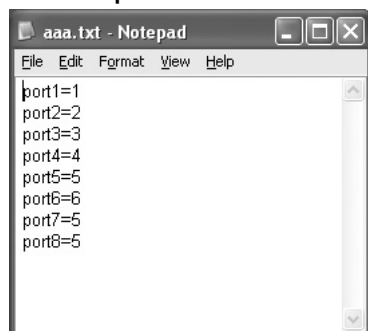 aaa.txt - Notepad
File Edit Format View Help
port1=1
port2=2
port3=3
port4=4
port5=5
port6=6
port7=5
port8=5